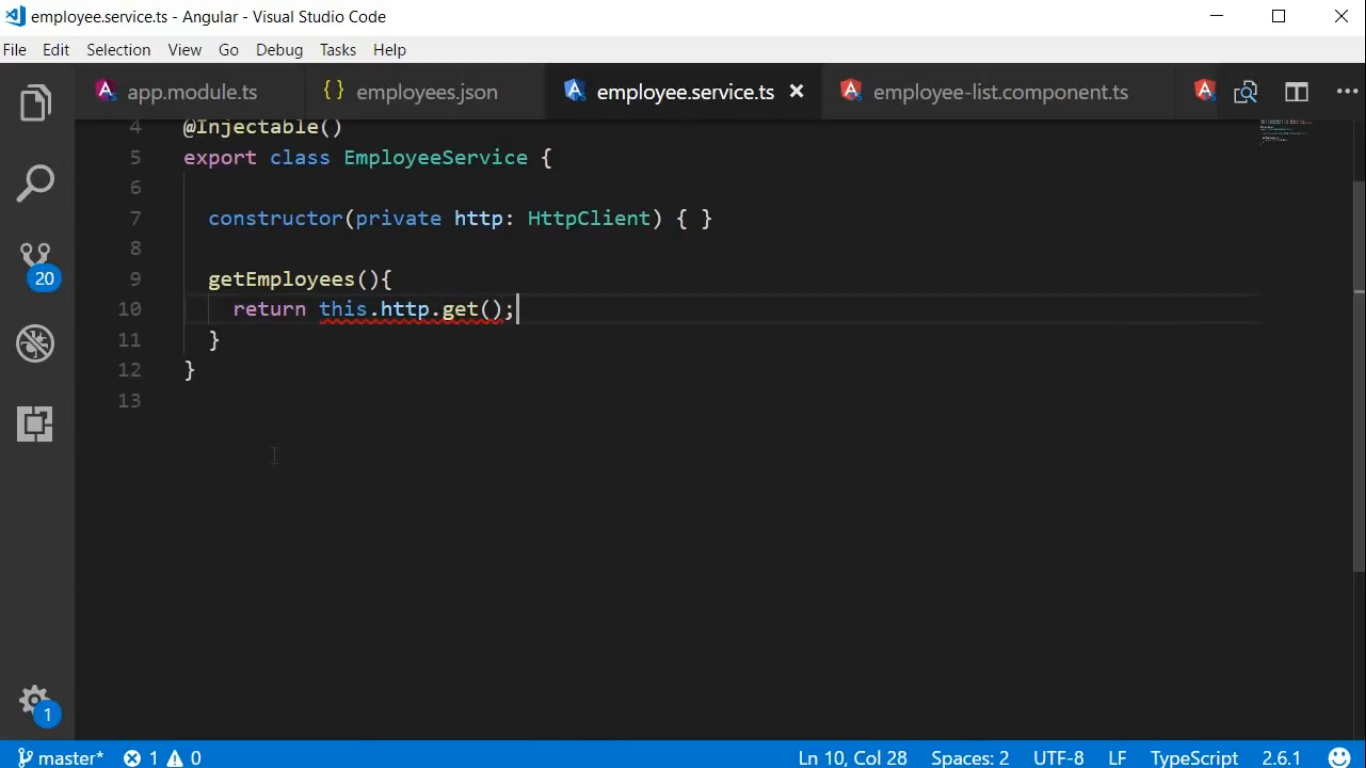 employee.service.ts - Angular - Visual Studio Code
File Edit Selection View Go Debug Tasks Help
app.module.ts { } employees.json employee.service.ts employee-list.component.ts
4 @Injectable()
5 export class EmployeeService {
6
7 constructor(private http: HttpClient) { }
8
9 getEmployees(){
10 return this.http.get();
11 }
12 }
13
20
1
master* 1 0 Ln 10, Col 28 Spaces: 2 UTF-8 LF TypeScript 2.6.1